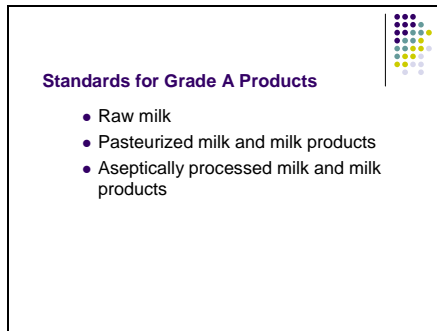 Standards for Grade A Products
● Raw milk
● Pasteurized milk and milk products
● Aseptically processed milk and milk
products